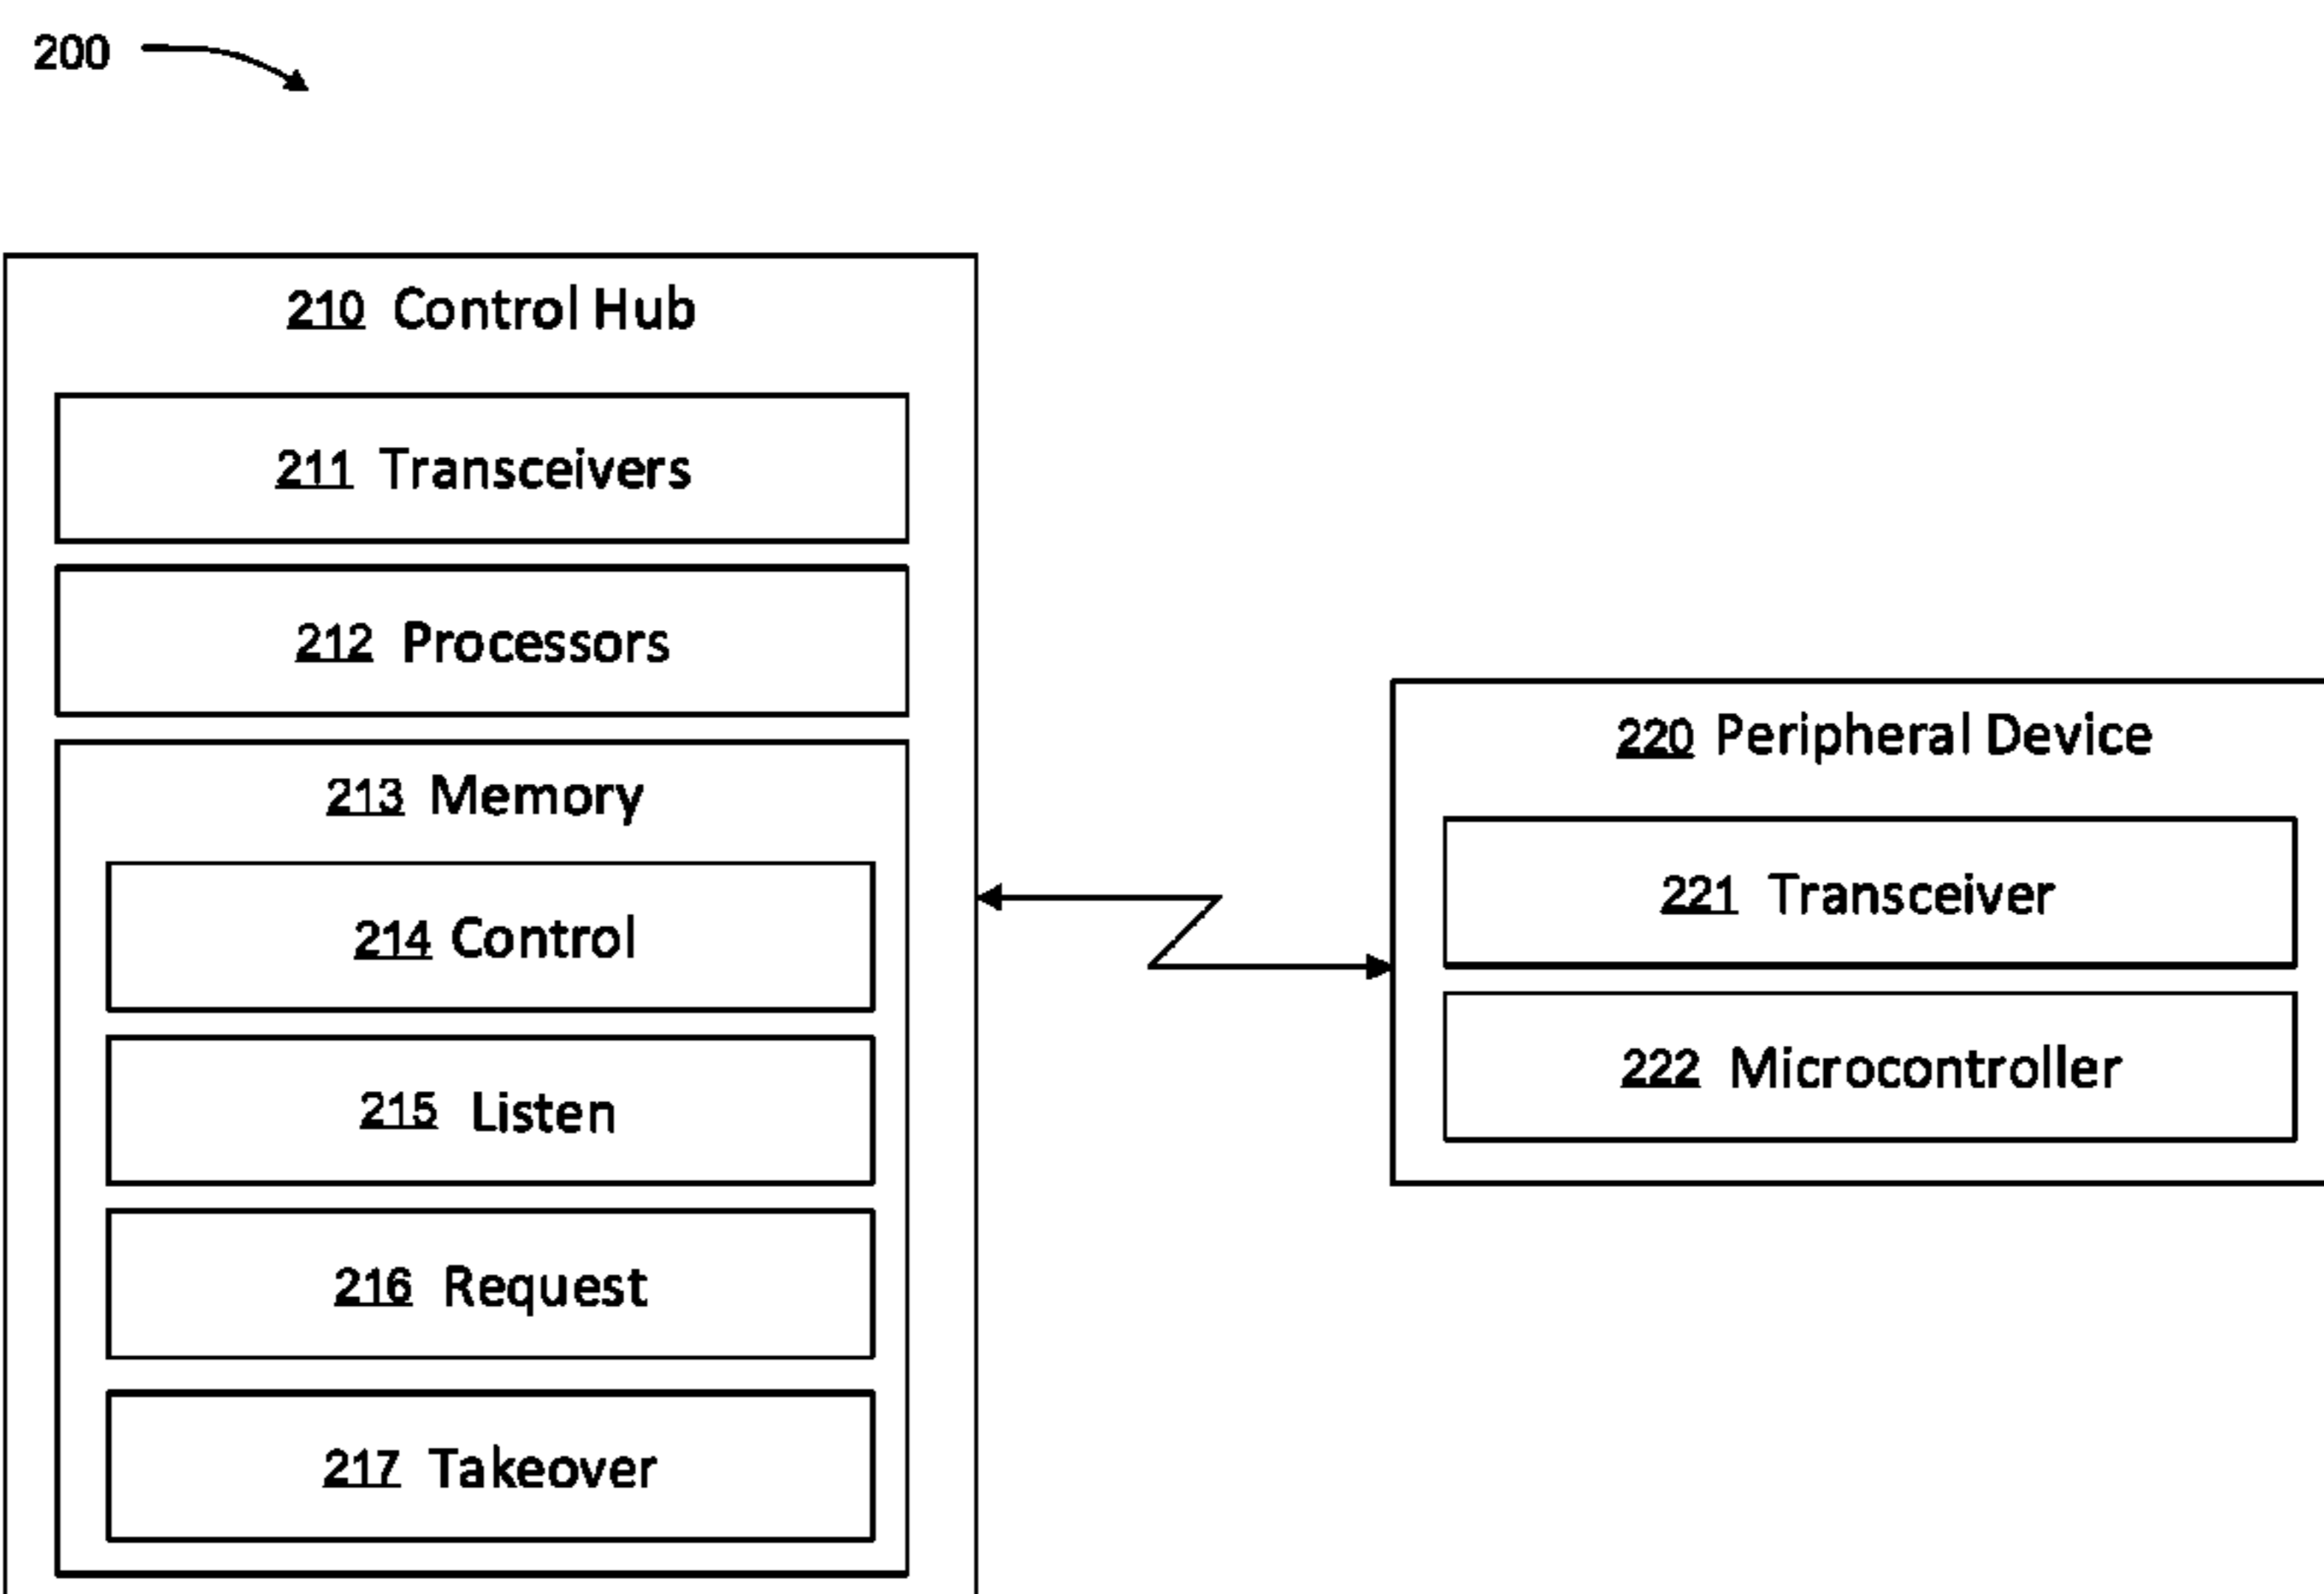 200
210 Control Hub
211 Transceivers
212 Processors
213 Memory
214 Control
215 Listen
216 Request
217 Takeover
220 Peripheral Device
221 Transceiver
222 Microcontroller